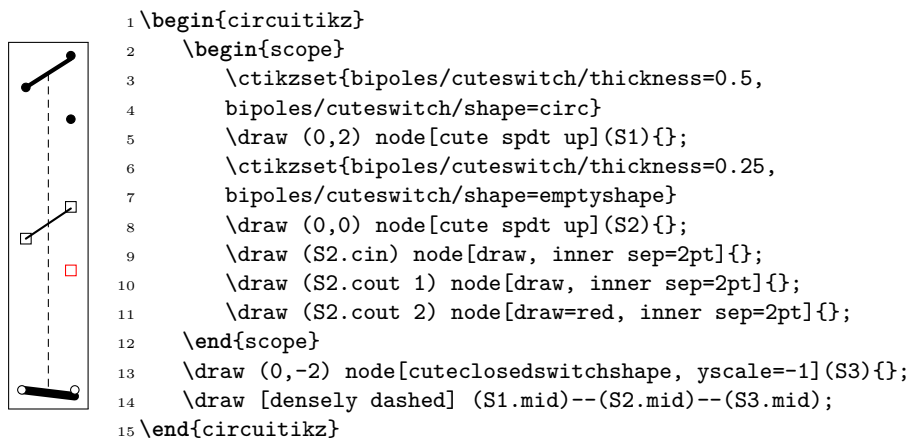 1 \begin{circuitikz}
2     \begin{scope}
3         \ctikzset{bipoles/cuteswitch/thickness=0.5,
4         bipoles/cuteswitch/shape=circ}
5         \draw (0,2) node[cute spdt up](S1){};
6         \ctikzset{bipoles/cuteswitch/thickness=0.25,
7         bipoles/cuteswitch/shape=emptyshape}
8         \draw (0,0) node[cute spdt up](S2){};
9         \draw (S2.cin) node[draw, inner sep=2pt]{};
10         \draw (S2.cout 1) node[draw, inner sep=2pt]{};
11         \draw (S2.cout 2) node[draw=red, inner sep=2pt]{};
12     \end{scope}
13     \draw (0,-2) node[cuteclosedswitchshape, yscale=-1](S3){};
14     \draw [densely dashed] (S1.mid)--(S2.mid)--(S3.mid);
15 \end{circuitikz}